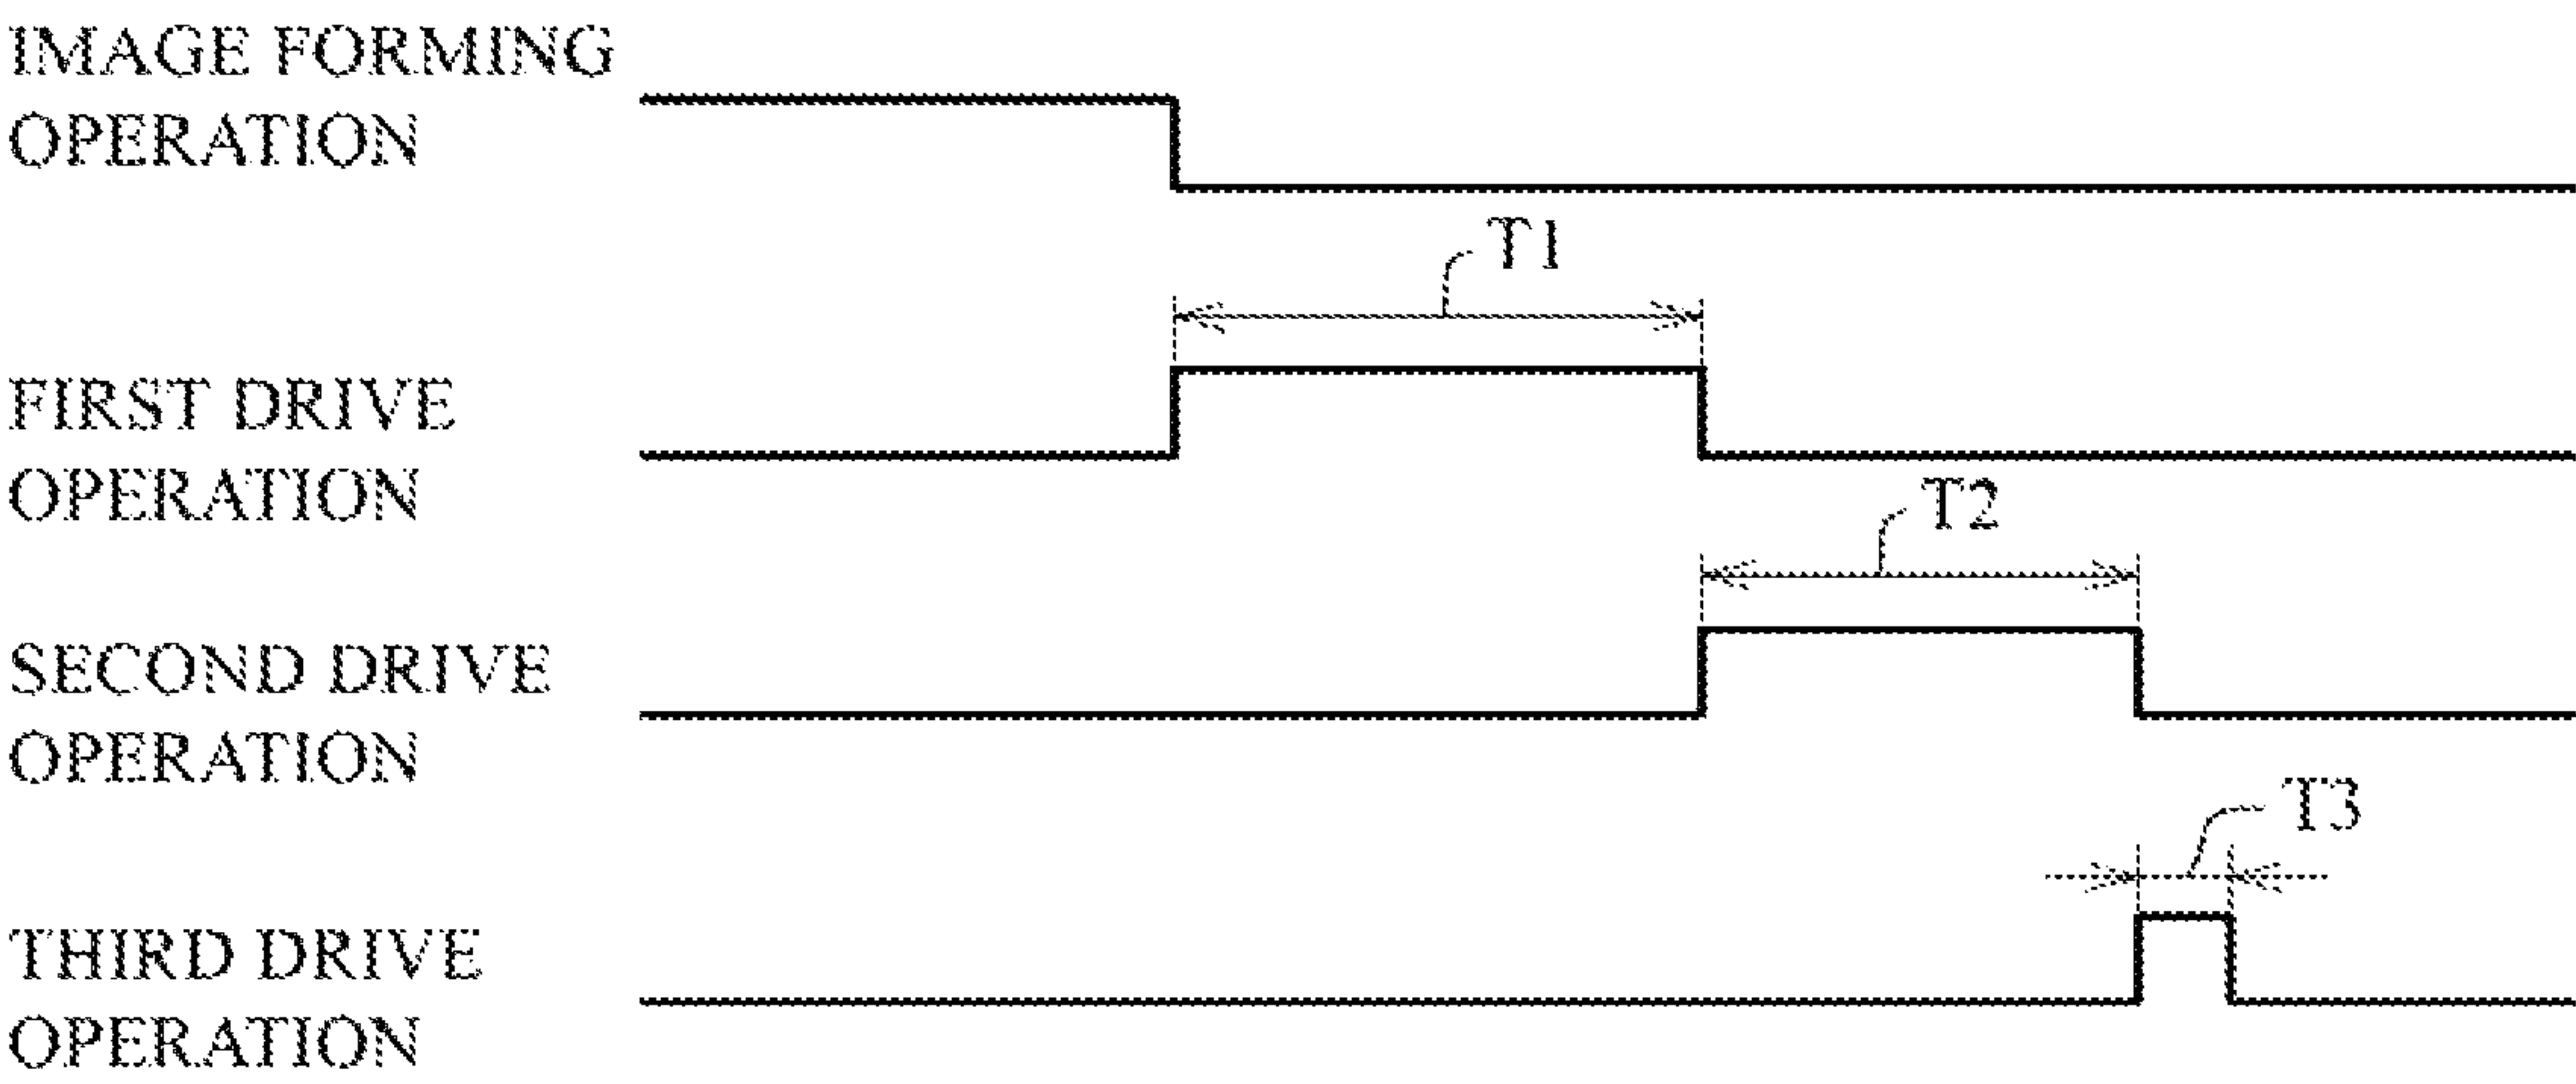 IMAGE FORMING
OPERATION
T1
FIRST DRIVE
OPERATION
T2
SECOND DRIVE
OPERATION
T3
THIRD DRIVE
OPERATION